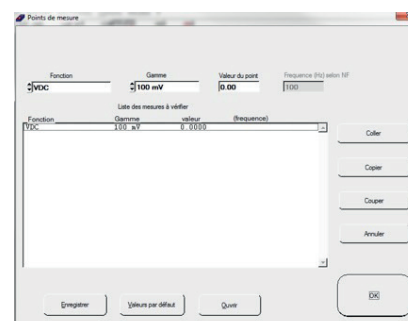 Points de mesure
Fonction Gamme Valeur du point Frequence (Hz) selon NF
VDC 100 mV 0.00 100
Liste des mesures à vérifier
Fonction Gamme valeur (frequence)
VDC 100 mV 0.0000
Coller
Copier
Couper
Annuler
Enregistrer Valeurs par défaut Ouvrir OK